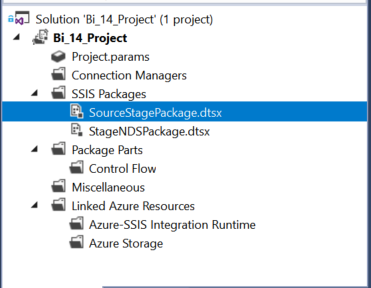 Solution 'Bi_14_Project' (1 project)
Bi_14_Project
Project.params
Connection Managers
SSIS Packages
SourceStagePackage.dtsx
StageNDSPackage.dtsx
Package Parts
Control Flow
Miscellaneous
Linked Azure Resources
Azure-SSIS Integration Runtime
Azure Storage